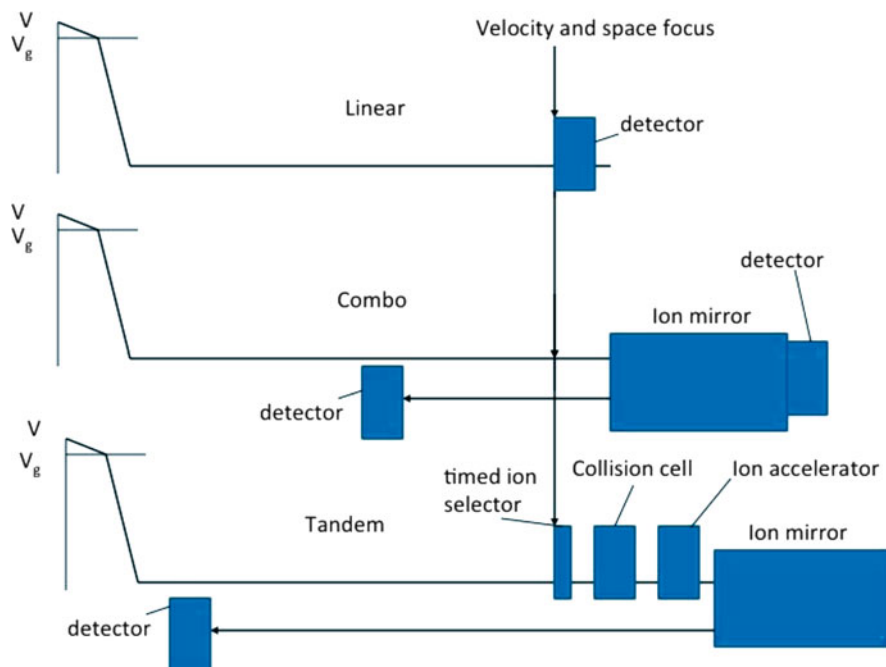 V
Vg
Velocity and space focus
Linear
detector
V
Vg
Combo
detector
Ion mirror
detector
V
Vg
timed ion
selector
Collision cell
Ion accelerator
Tandem
Ion mirror
detector